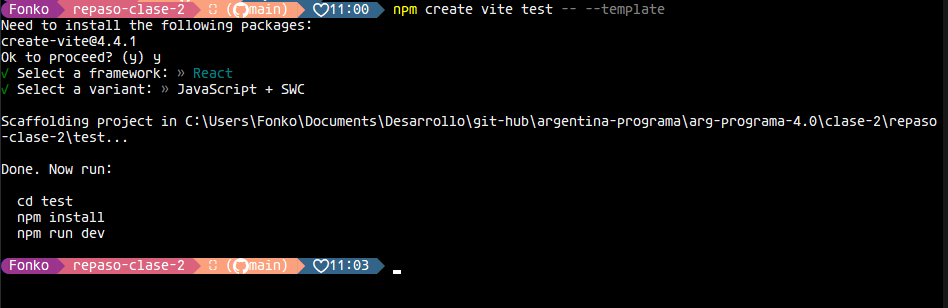 Fonko repaso-clase-2 (main) 11:00 npm create vite test -- --template
Need to install the following packages:
create-vite@4.4.1
Ok to proceed? (y) y
√ Select a framework: » React
√ Select a variant: » JavaScript + SWC
Scaffolding project in C:\Users\Fonko\Documents\Desarrollo\git-hub\argentina-programa\arg-programa-4.0\clase-2\repaso
-clase-2\test...
Done. Now run:
cd test
npm install
npm run dev
Fonko repaso-clase-2 (main) 11:03